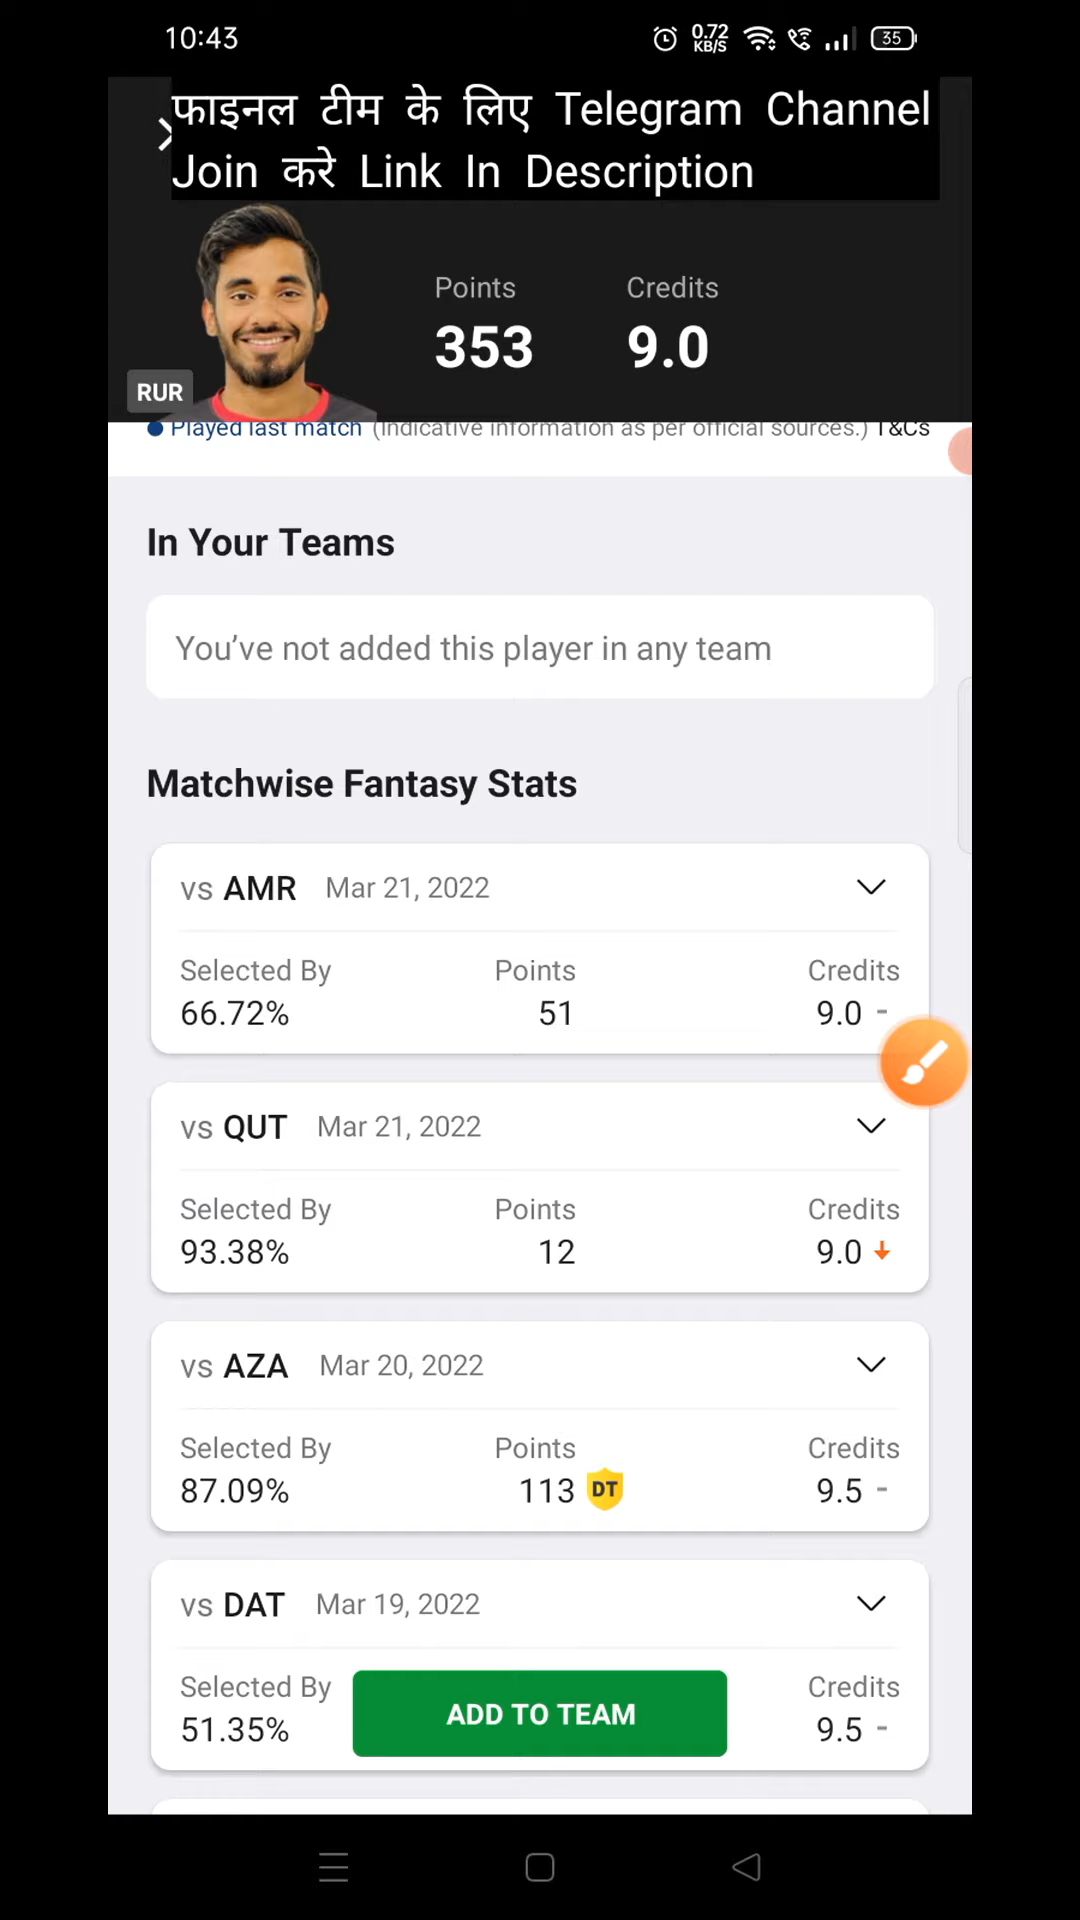 10:43
0.72
KB/S
35
फाइनल टीम के लिए Telegram Channel
Join करे Link In Description
Points
Credits
353
9.0
RUR
Played last match (Indicative information as per official sources.) T&Cs
In Your Teams
You’ve not added this player in any team
Matchwise Fantasy Stats
vs AMR Mar 21, 2022
Selected By Points Credits
66.72% 51 9.0 -
vs QUT Mar 21, 2022
Selected By Points Credits
93.38% 12 9.0
vs AZA Mar 20, 2022
Selected By Points Credits
87.09% 113 DT 9.5 -
vs DAT Mar 19, 2022
Selected By Credits
51.35% 9.5 -
ADD TO TEAM